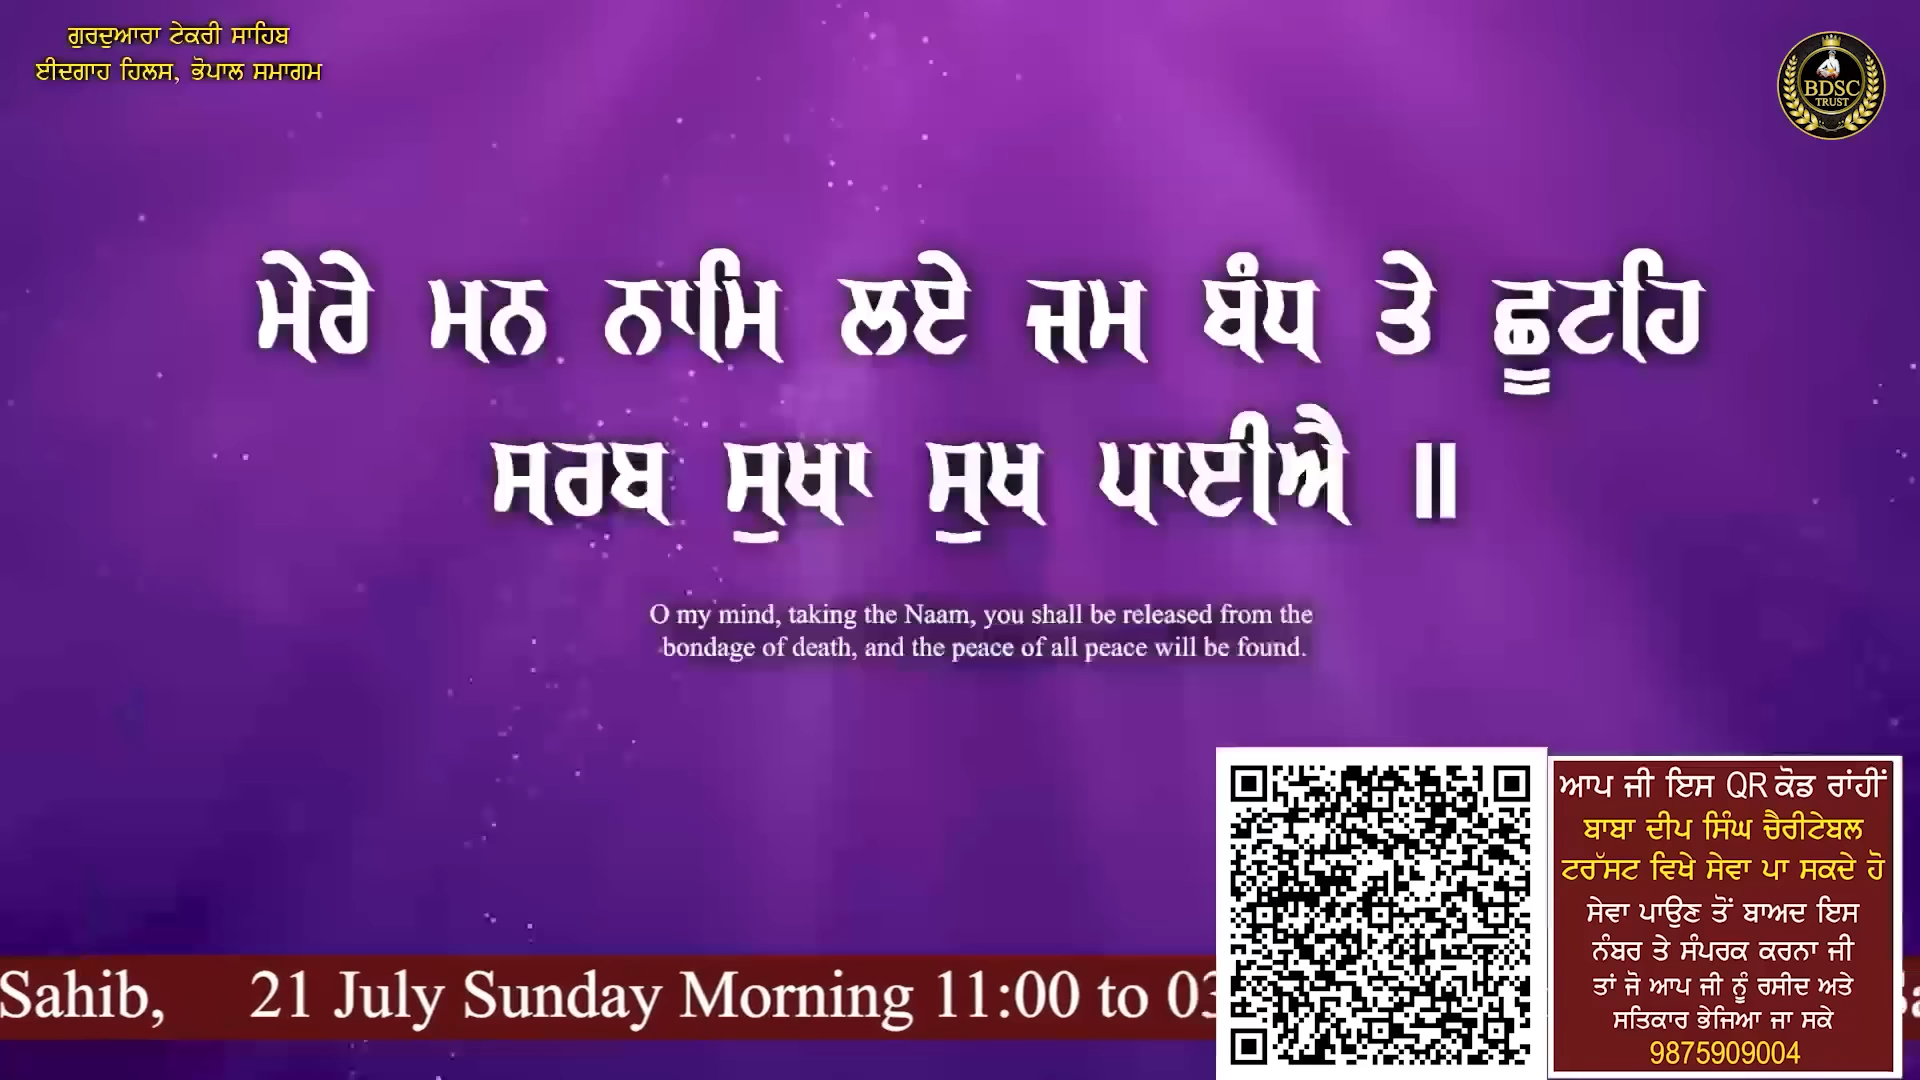 ਗੁਰਦੁਆਰਾ ਟੇਕਰੀ ਸਾਹਿਬ
ਈਦਗਾਹ ਹਿਲਸ, ਭੋਪਾਲ ਸਮਾਗਮ
BDSC
TRUST
ਮੇਰੇ ਮਨ ਨਾਮਿ ਲਏ ਜਮ ਬੰਧ ਤੇ ਛੂਟਹਿ
ਸਰਬ ਸੁਖਾ ਸੁਖ ਪਾਈਐ ॥
O my mind, taking the Naam, you shall be released from the
bondage of death, and the peace of all peace will be found.
ਆਪ ਜੀ ਇਸ QR ਕੋਡ ਰਾਂਹੀਂ
ਬਾਬਾ ਦੀਪ ਸਿੰਘ ਚੈਰੀਟੇਬਲ
ਟਰੱਸਟ ਵਿਖੇ ਸੇਵਾ ਪਾ ਸਕਦੇ ਹੋ
ਸੇਵਾ ਪਾਉਣ ਤੋਂ ਬਾਅਦ ਇਸ
ਨੰਬਰ ਤੇ ਸੰਪਰਕ ਕਰਨਾ ਜੀ
ਤਾਂ ਜੋ ਆਪ ਜੀ ਨੂੰ ਰਸੀਦ ਅਤੇ
ਸਤਿਕਾਰ ਭੇਜਿਆ ਜਾ ਸਕੇ
9875909004
Sahib, 21 July Sunday Morning 11:00 to 03